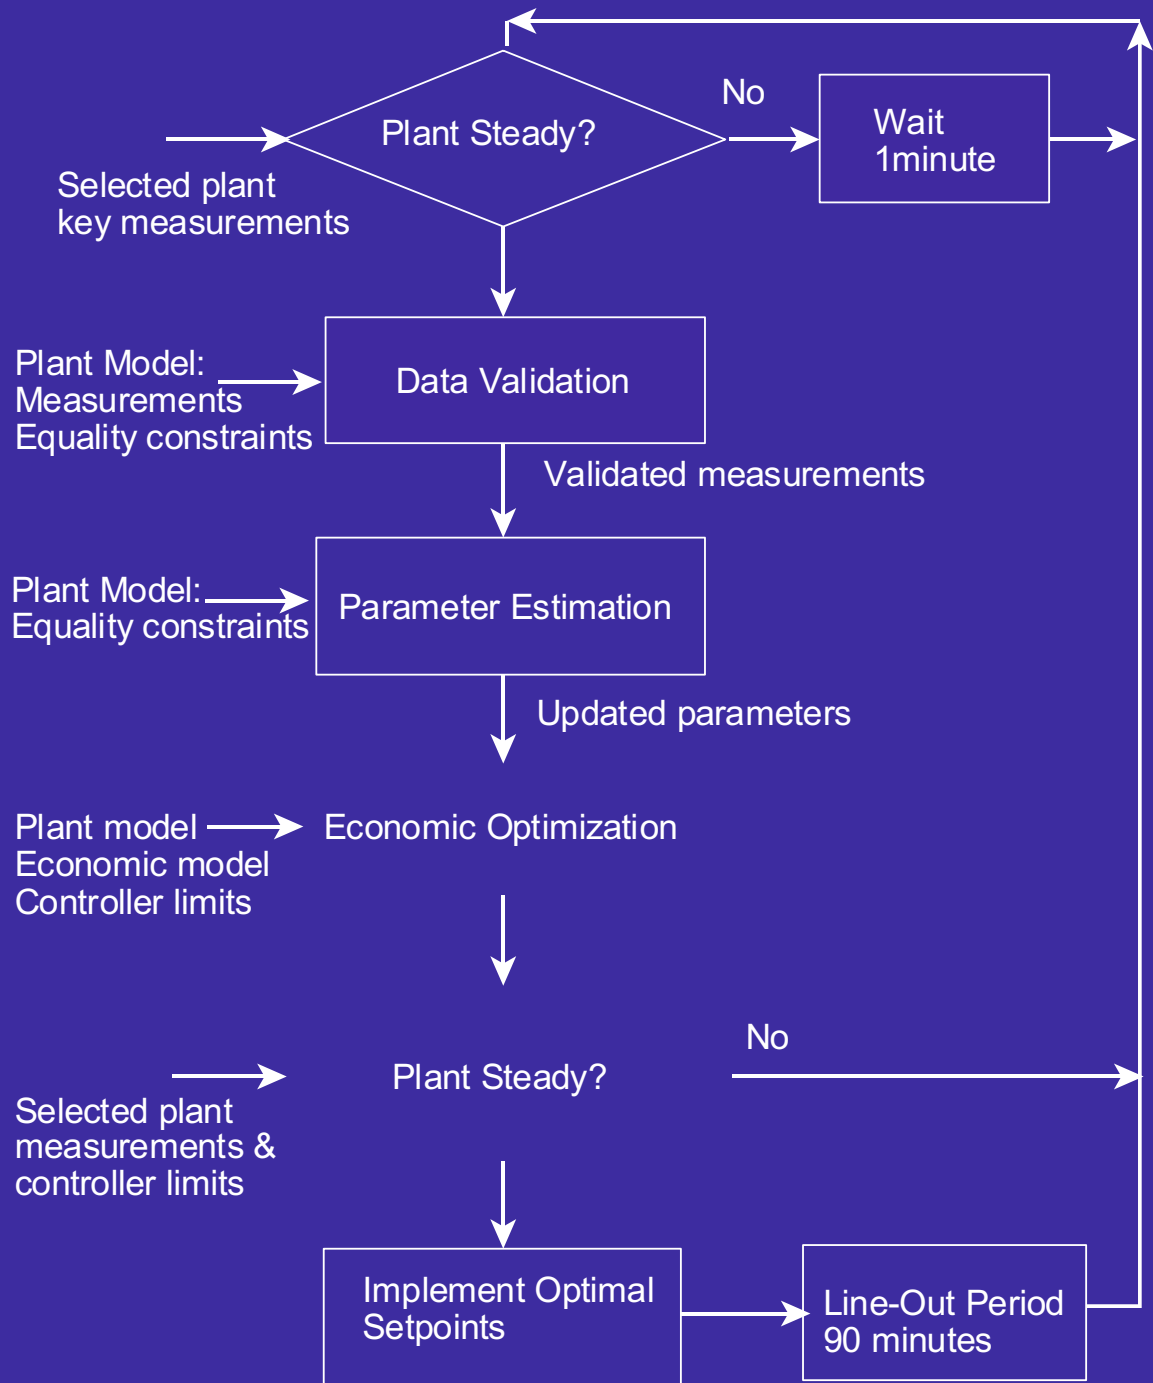 No
Plant Steady?
Wait
1minute
Selected plant
key measurements
Plant Model:
Measurements
Equality constraints
Data Validation
Validated measurements
Plant Model:
Equality constraints
Parameter Estimation
Updated parameters
Plant model
Economic model
Controller limits
Economic Optimization
No
Plant Steady?
Selected plant
measurements &
controller limits
Implement Optimal
Setpoints
Line-Out Period
90 minutes